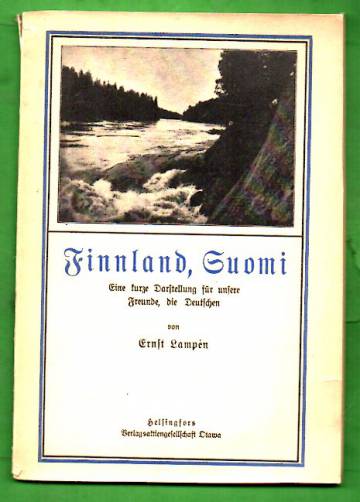 Finnland, Suomi
Eine kurze Darstellung für unsere
Freunde, die Deutschen
von
Ernst Lampén
Helsingfors
Verlagsaktiengesellschaft Otawa